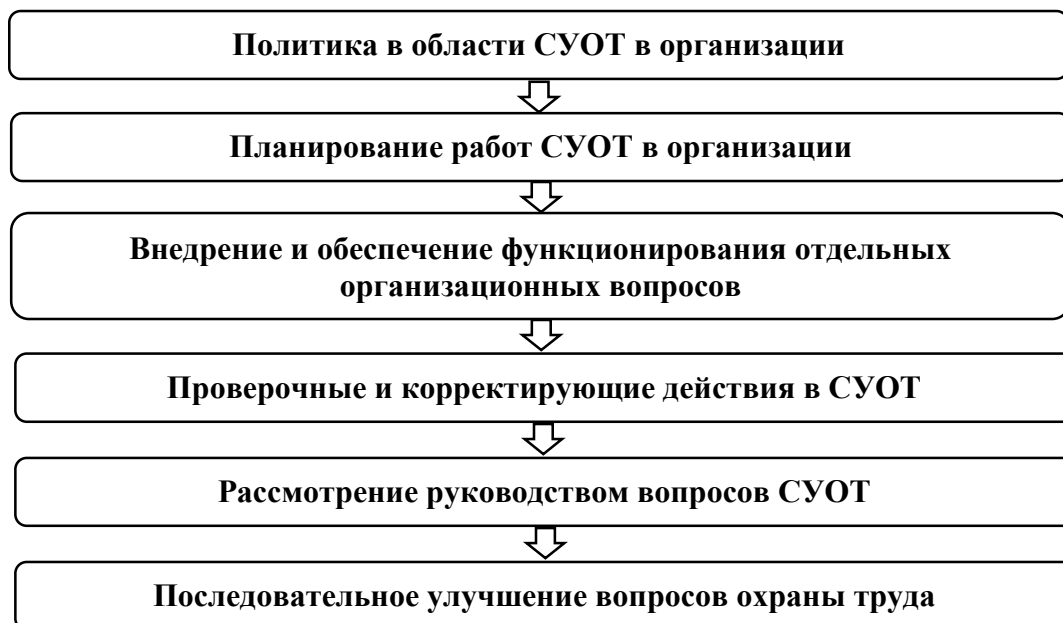 Политика в области СУОТ в организации
Планирование работ СУОТ в организации
Внедрение и обеспечение функционирования отдельных
организационных вопросов
Проверочные и корректирующие действия в СУОТ
Рассмотрение руководством вопросов СУОТ
Последовательное улучшение вопросов охраны труда